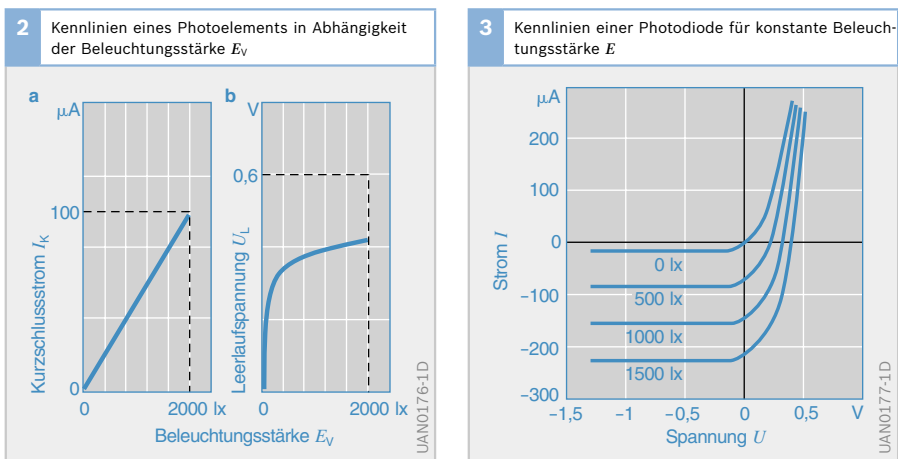 2
Kennlinien eines Photoelements in Abhängigkeit
der Beleuchtungsstärke Eᵥ
a
b
µA
Kurzschlussstrom I_K
100
0
0
2000 lx
V
Leerlaufspannung U_L
0,6
0
0
2000 lx
Beleuchtungsstärke Eᵥ
UAN0176-1D
3
Kennlinien einer Photodiode für konstante Beleuch-
tungsstärke E
µA
200
100
0
-100
-200
-300
Strom I
0 lx
500 lx
1000 lx
1500 lx
-1,5
-1
-0,5
0
0,5
V
Spannung U
UAN0177-1D